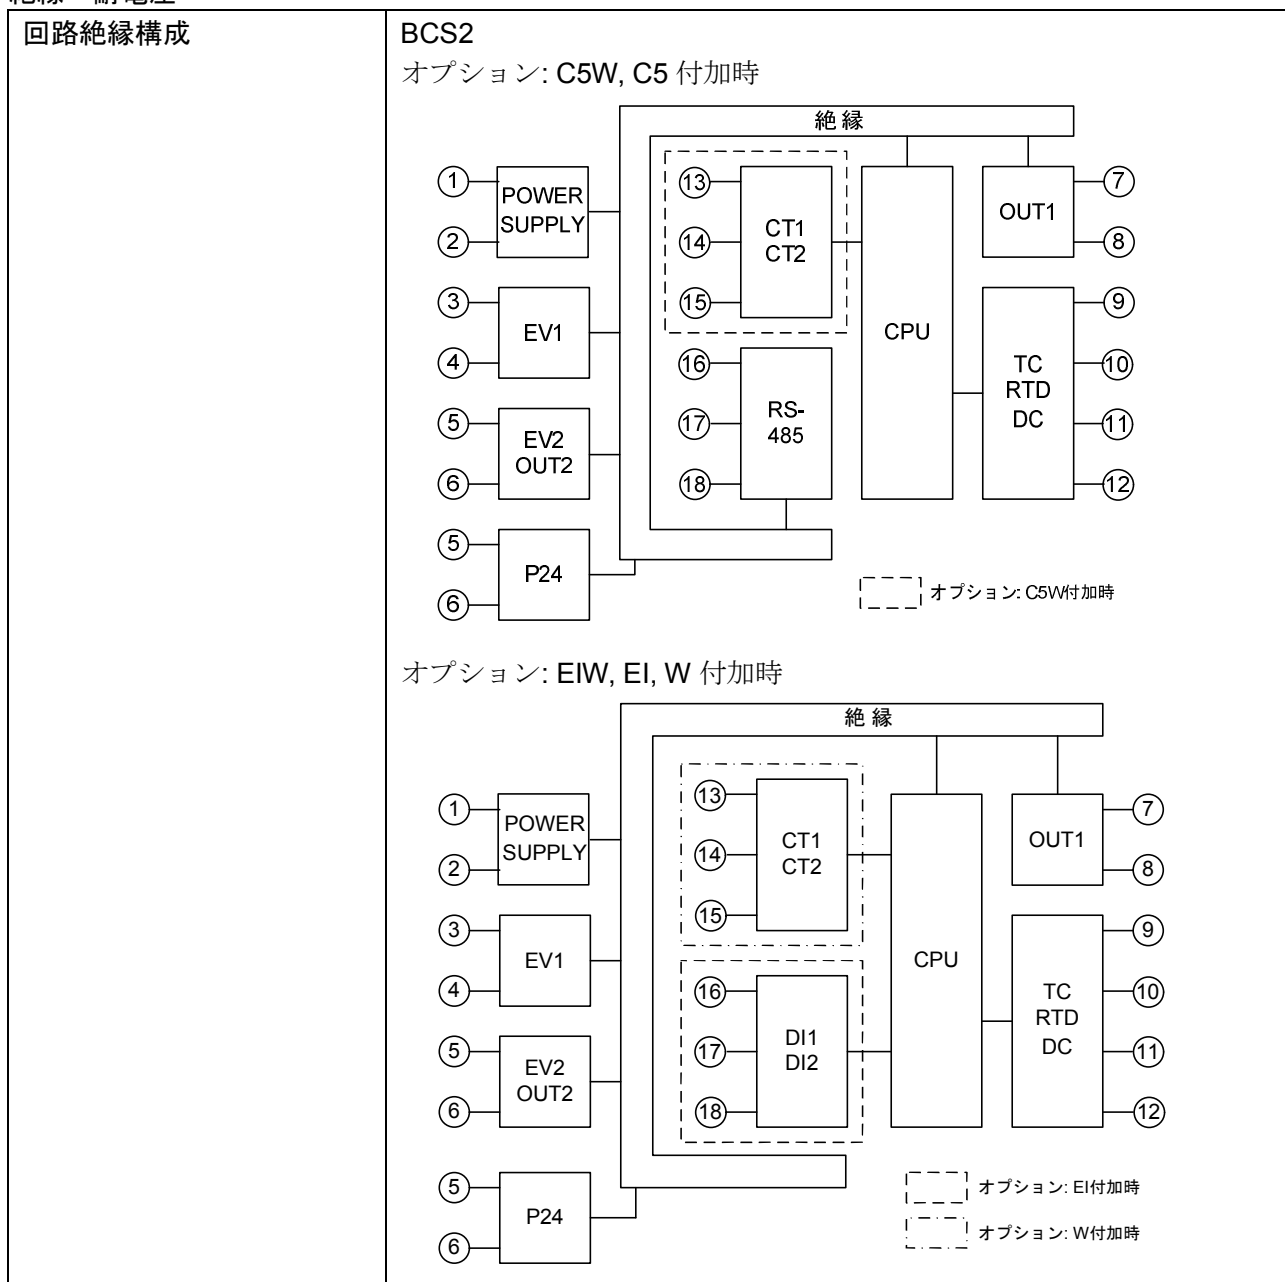 回路絶縁構成
BCS2
オプション: C5W, C5 付加時
絶 縁
1
2
POWER
SUPPLY
3
4
EV1
5
6
EV2
OUT2
5
6
P24
13
14
15
CT1
CT2
16
17
18
RS-
485
CPU
OUT1
7
8
TC
RTD
DC
9
10
11
12
オプション: C5W付加時
オプション: EIW, EI, W 付加時
絶 縁
1
2
POWER
SUPPLY
3
4
EV1
5
6
EV2
OUT2
5
6
P24
13
14
15
CT1
CT2
16
17
18
DI1
DI2
CPU
OUT1
7
8
TC
RTD
DC
9
10
11
12
オプション: EI付加時
オプション: W付加時